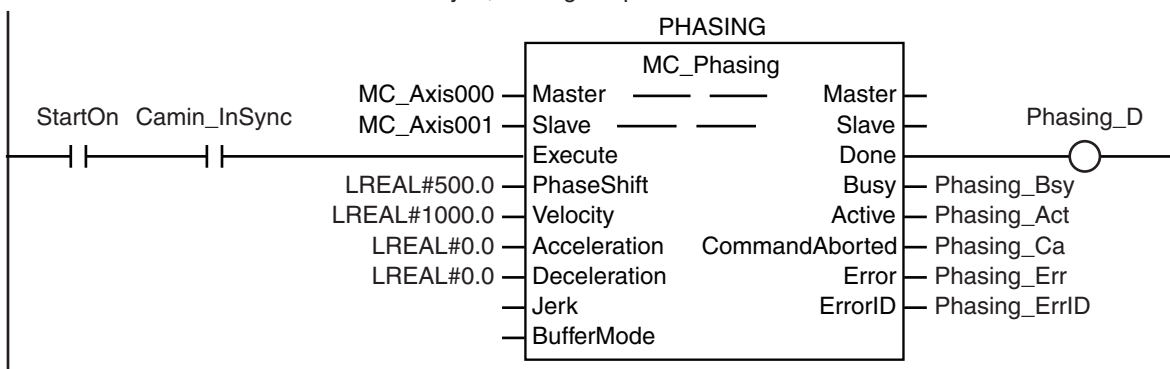 PHASING
MC_Phasing
MC_Axis000 Master Master
StartOn Camin_InSync MC_Axis001 Slave Slave Phasing_D
Execute Done
LREAL#500.0 PhaseShift Busy Phasing_Bsy
LREAL#1000.0 Velocity Active Phasing_Act
LREAL#0.0 Acceleration CommandAborted Phasing_Ca
LREAL#0.0 Deceleration Error Phasing_Err
Jerk ErrorID Phasing_ErrID
BufferMode